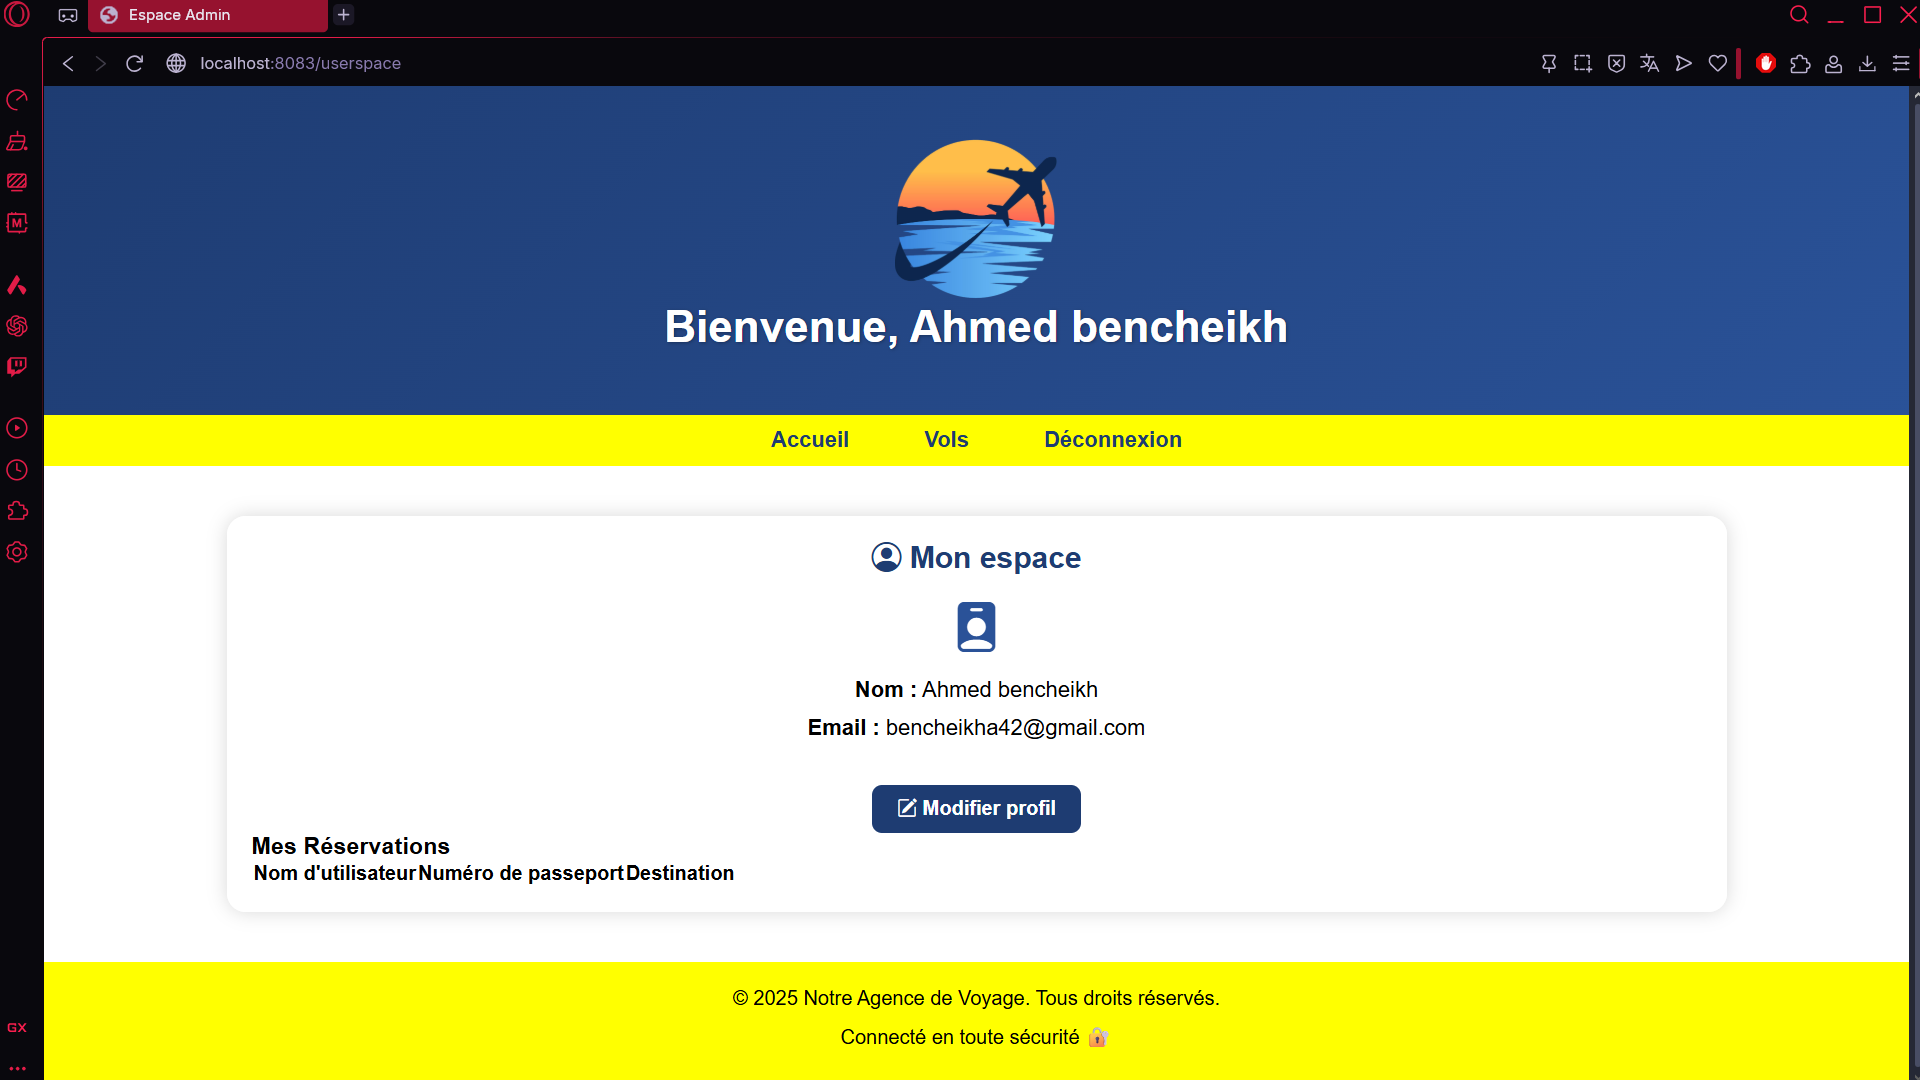 Espace Admin
localhost:8083/userspace
M
Bienvenue, Ahmed bencheikh
Accueil Vols Déconnexion
Mon espace
Nom : Ahmed bencheikh
Email : bencheikha42@gmail.com
Modifier profil
Mes Réservations
Nom d'utilisateur Numéro de passeport Destination
© 2025 Notre Agence de Voyage. Tous droits réservés.
Connecté en toute sécurité 🔐
GX